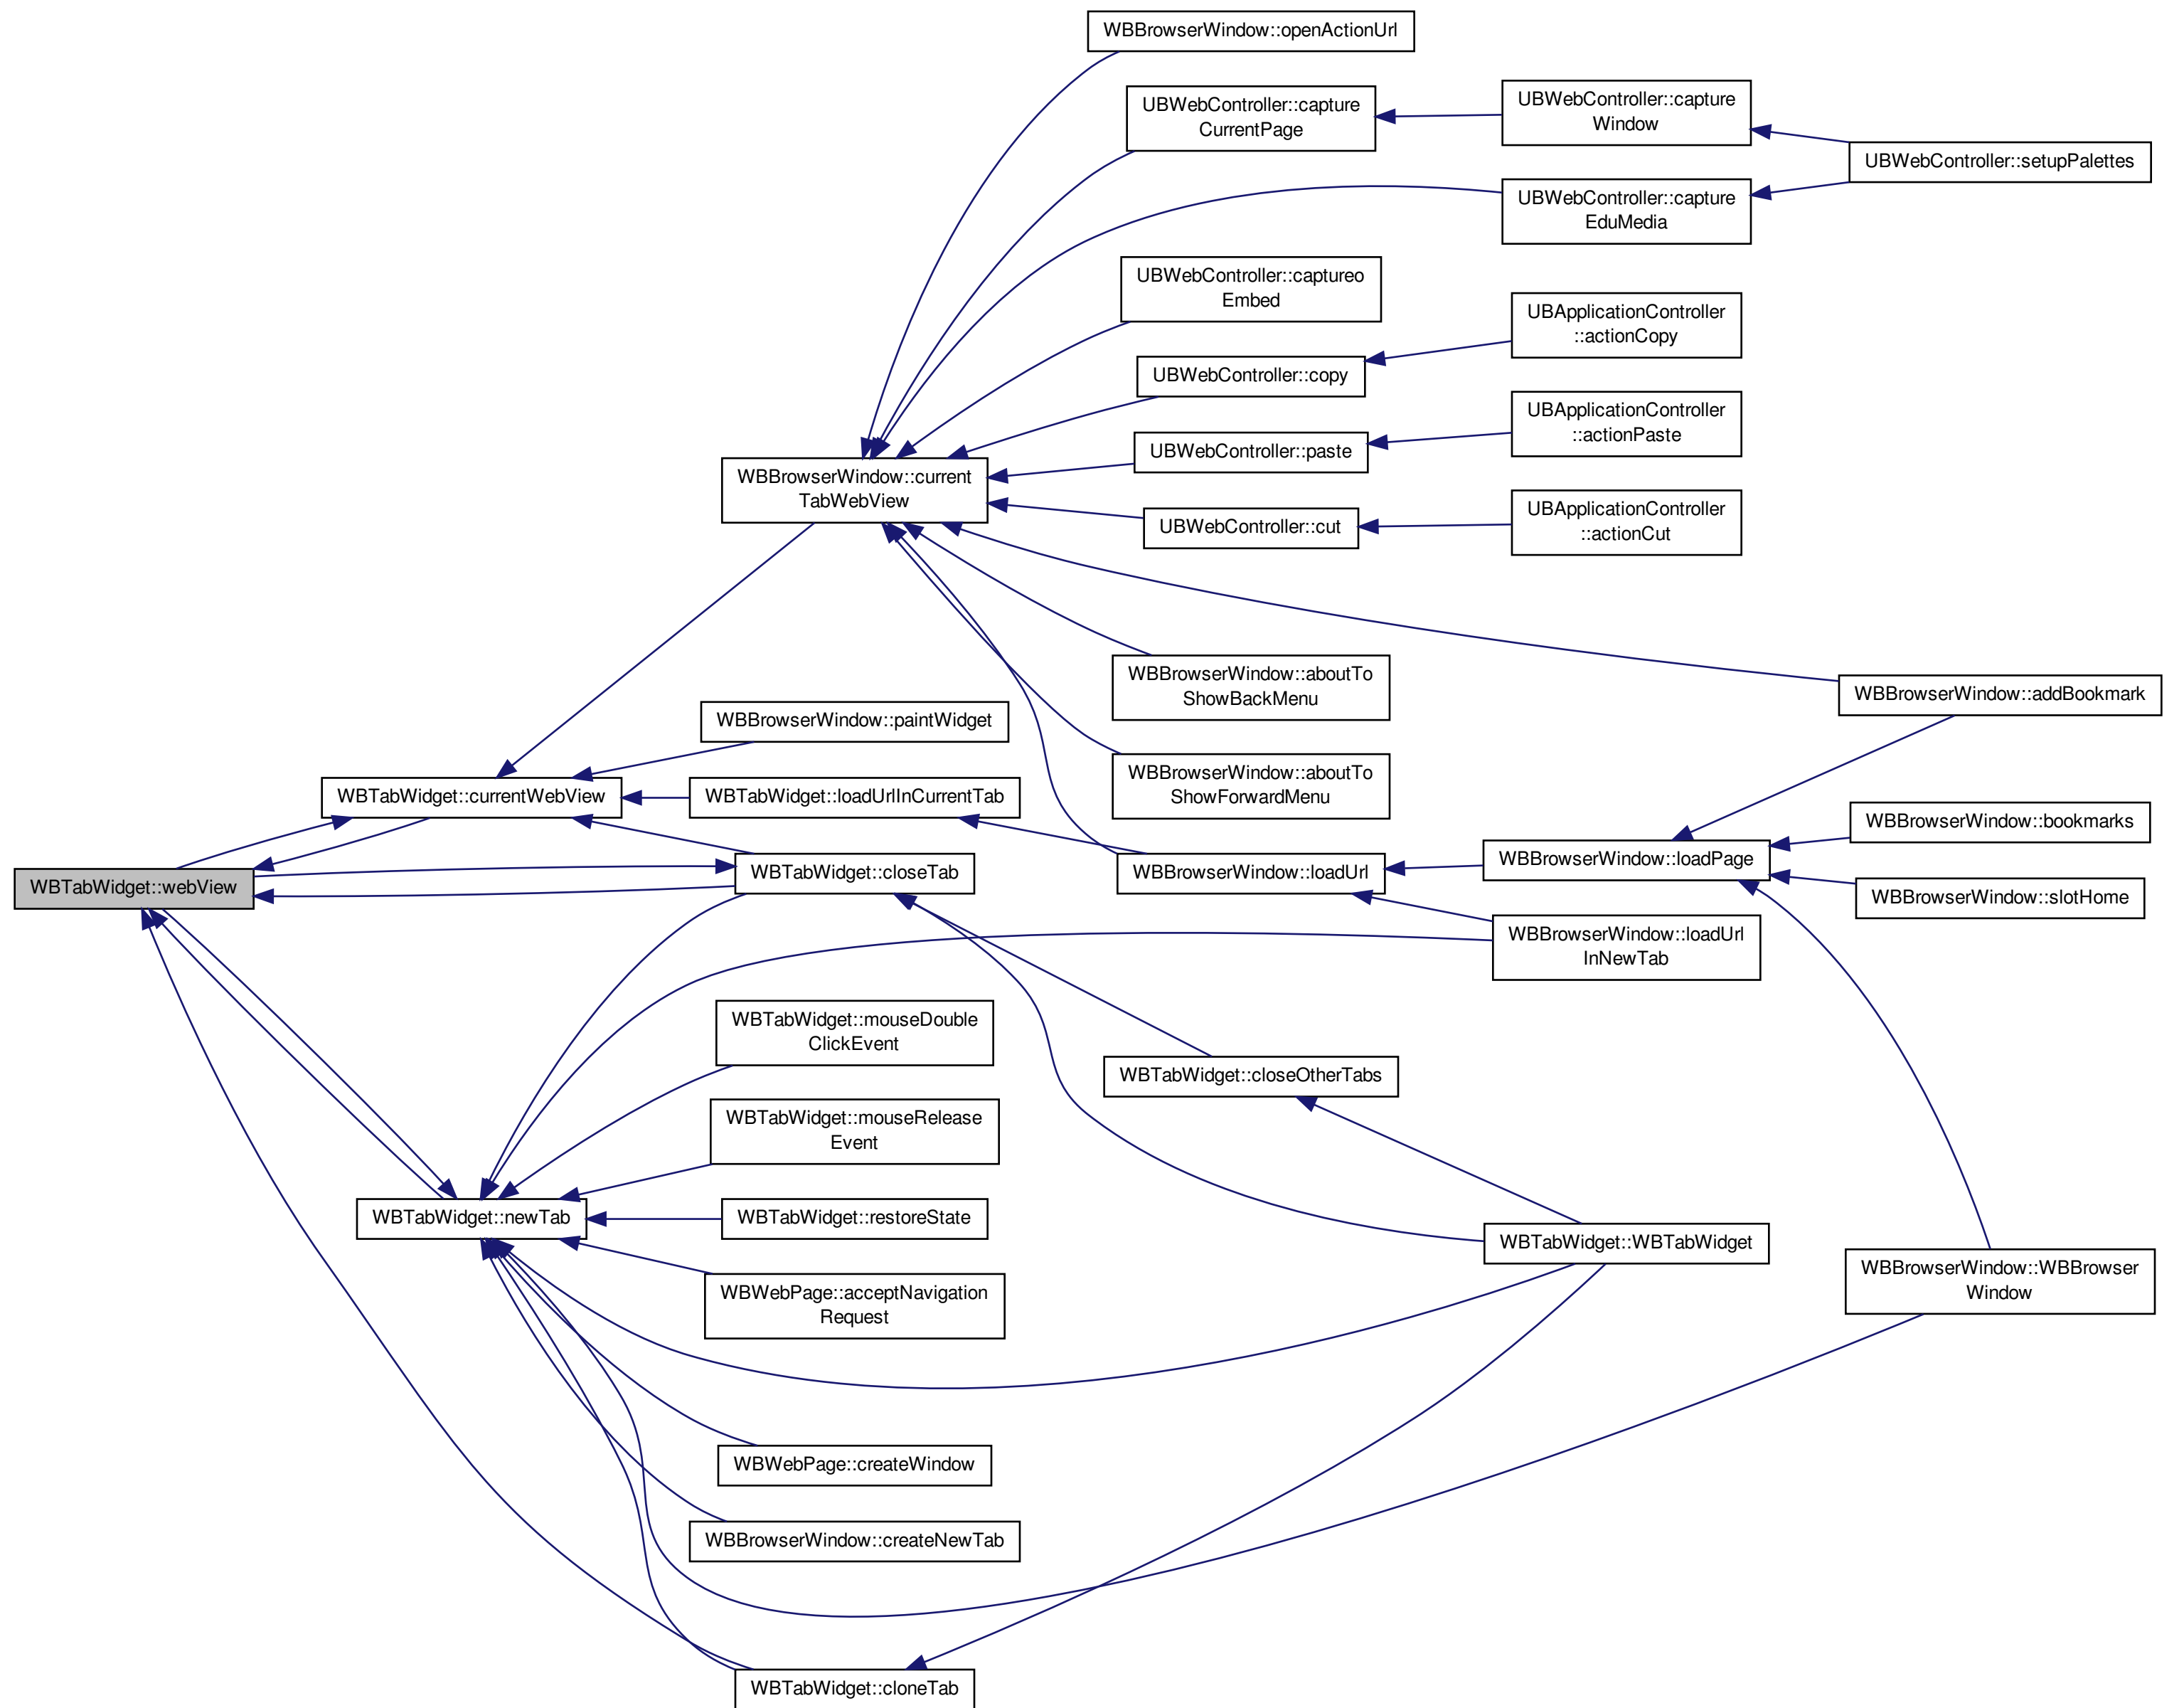 WBBrowserWindow::openActionUrl
UBWebController::capture
CurrentPage
UBWebController::capture
Window
UBWebController::setupPalettes
UBWebController::capture
EduMedia
UBWebController::captureo
Embed
UBApplicationController
::actionCopy
UBWebController::copy
UBApplicationController
::actionPaste
UBWebController::paste
WBBrowserWindow::current
TabWebView
UBWebController::cut
UBApplicationController
::actionCut
WBBrowserWindow::aboutTo
ShowBackMenu
WBBrowserWindow::addBookmark
WBBrowserWindow::paintWidget
WBTabWidget::currentWebView
WBTabWidget::loadUrlInCurrentTab
WBBrowserWindow::aboutTo
ShowForwardMenu
WBBrowserWindow::bookmarks
WBTabWidget::webView
WBTabWidget::closeTab
WBBrowserWindow::loadUrl
WBBrowserWindow::loadPage
WBBrowserWindow::slotHome
WBBrowserWindow::loadUrl
InNewTab
WBTabWidget::mouseDouble
ClickEvent
WBTabWidget::closeOtherTabs
WBTabWidget::mouseRelease
Event
WBTabWidget::newTab
WBTabWidget::restoreState
WBTabWidget::WBTabWidget
WBBrowserWindow::WBBrowser
Window
WBWebPage::acceptNavigation
Request
WBWebPage::createWindow
WBBrowserWindow::createNewTab
WBTabWidget::cloneTab